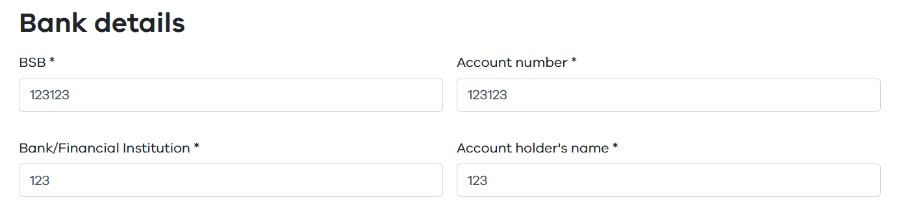 Bank details
BSB * Account number *
123123 123123
Bank/Financial Institution * Account holder's name *
123 123